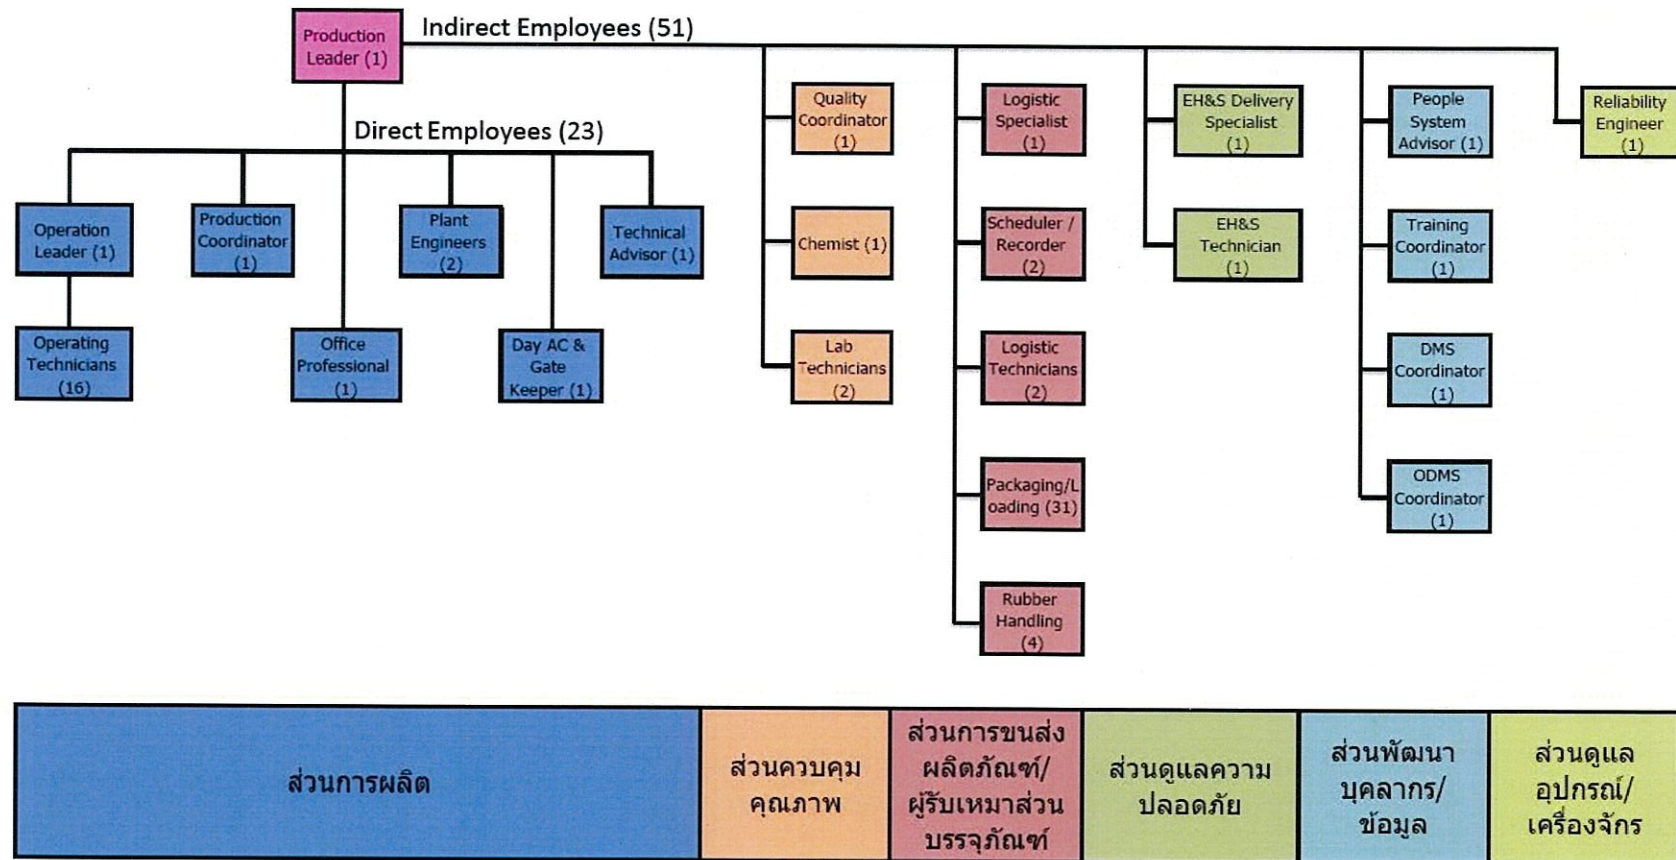 Production
Leader (1)
Indirect Employees (51)
Direct Employees (23)
Operation
Leader (1)
Production
Coordinator
(1)
Plant
Engineers
(2)
Technical
Advisor (1)
Operating
Technicians
(16)
Office
Professional
(1)
Day AC &
Gate
Keeper (1)
Quality
Coordinator
(1)
Chemist (1)
Lab
Technicians
(2)
Logistic
Specialist
(1)
Scheduler /
Recorder
(2)
Logistic
Technicians
(2)
Packaging/L
oading (31)
Rubber
Handling
(4)
EH&S Delivery
Specialist
(1)
EH&S
Technician
(1)
People
System
Advisor (1)
Training
Coordinator
(1)
DMS
Coordinator
(1)
ODMS
Coordinator
(1)
Reliability
Engineer
(1)
ส่วนการผลิต
ส่วนควบคุม
คุณภาพ
ส่วนการขนส่ง
ผลิตภัณฑ์/
ผู้รับเหมาส่วน
บรรจุภัณฑ์
ส่วนดูแลความ
ปลอดภัย
ส่วนพัฒนา
บุคลากร/
ข้อมูล
ส่วนดูแล
อุปกรณ์/
เครื่องจักร